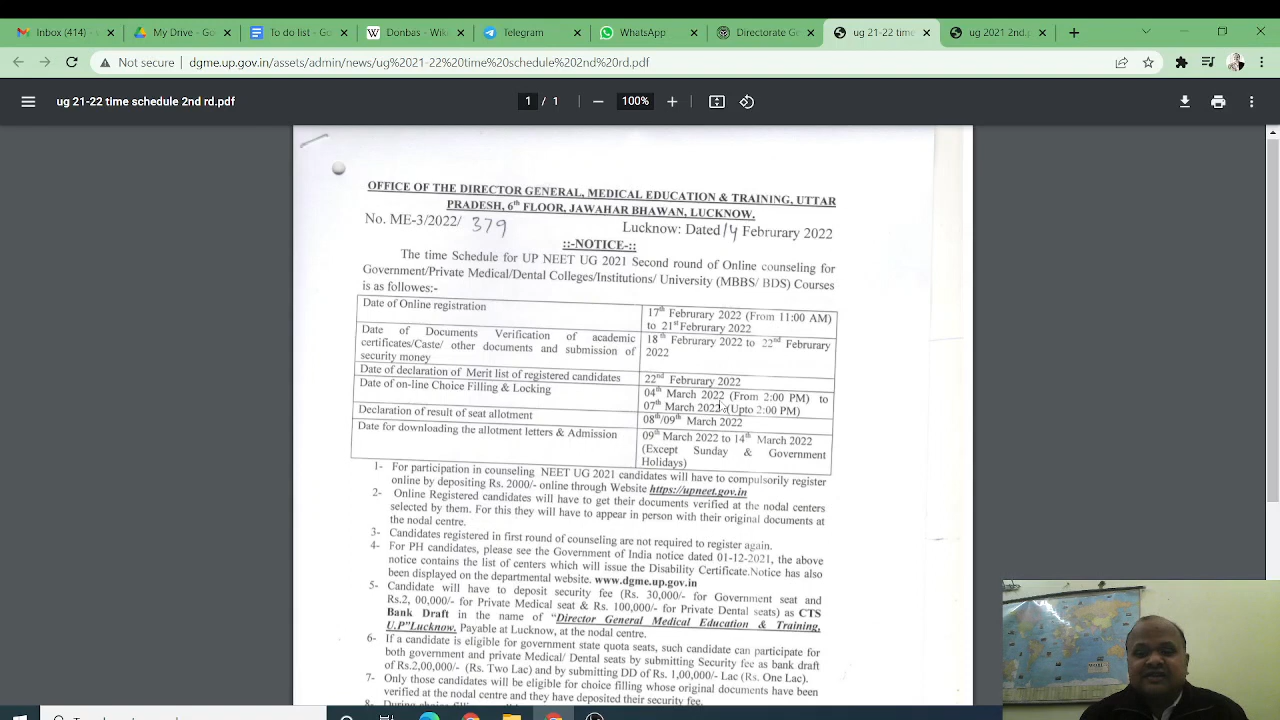 Inbox (414) -
My Drive - Go
To do list - Go
Donbas - Wiki
Telegram
WhatsApp
Directorate Ge
ug 21-22 time
ug 2021 2nd.p
Not secure | dgme.up.gov.in/assets/admin/news/ug%2021-22%20time%20schedule%202nd%20rd.pdf
ug 21-22 time schedule 2nd rd.pdf
1 / 1
100%
OFFICE OF THE DIRECTOR GENERAL, MEDICAL EDUCATION & TRAINING, UTTAR
PRADESH, 6th FLOOR, JAWAHAR BHAWAN, LUCKNOW.
No. ME-3/2022/ 379 Lucknow: Dated 14 Februrary 2022
::-NOTICE-::
The time Schedule for UP NEET UG 2021 Second round of Online counseling for
Government/Private Medical/Dental Colleges/Institutions/ University (MBBS/ BDS) Courses
is as followes:-
Date of Online registration
17th Februrary 2022 (From 11:00 AM)
to 21st Februrary 2022
Date of Documents Verification of academic
certificates/Caste/ other documents and submission of
security money
18th Februrary 2022 to 22nd Februrary
2022
Date of declaration of Merit list of registered candidates
22nd Februrary 2022
Date of on-line Choice Filling & Locking
04th March 2022 (From 2:00 PM) to
07th March 2022 (Upto 2:00 PM)
Declaration of result of seat allotment
08th/09th March 2022
Date for downloading the allotment letters & Admission
09th March 2022 to 14th March 2022
(Except Sunday & Government
Holidays)
1- For participation in counseling NEET UG 2021 candidates will have to compulsorily register
online by depositing Rs. 2000/- online through Website https://upneet.gov.in
2- Online Registered candidates will have to get their documents verified at the nodal centers
selected by them. For this they will have to appear in person with their original documents at
the nodal centre.
3- Candidates registered in first round of counseling are not required to register again.
4- For PH candidates, please see the Government of India notice dated 01-12-2021, the above
notice contains the list of centers which will issue the Disability Certificate.Notice has also
been displayed on the departmental website. www.dgme.up.gov.in
5- Candidate will have to deposit security fee (Rs. 30,000/- for Government seat and
Rs.2, 00,000/- for Private Medical seat & Rs. 100,000/- for Private Dental seats) as CTS
Bank Draft in the name of "Director General Medical Education & Training,
U.P"Lucknow. Payable at Lucknow, at the nodal centre.
6- If a candidate is eligible for government state quota seats, such candidate can participate for
both government and private Medical/ Dental seats by submitting Security fee as bank draft
of Rs.2,00,000/- (Rs. Two Lac) and by submitting DD of Rs. 1,00,000/- Lac (Rs. One Lac).
7- Only those candidates will be eligible for choice filling whose original documents have been
verified at the nodal centre and they have deposited their security fee.